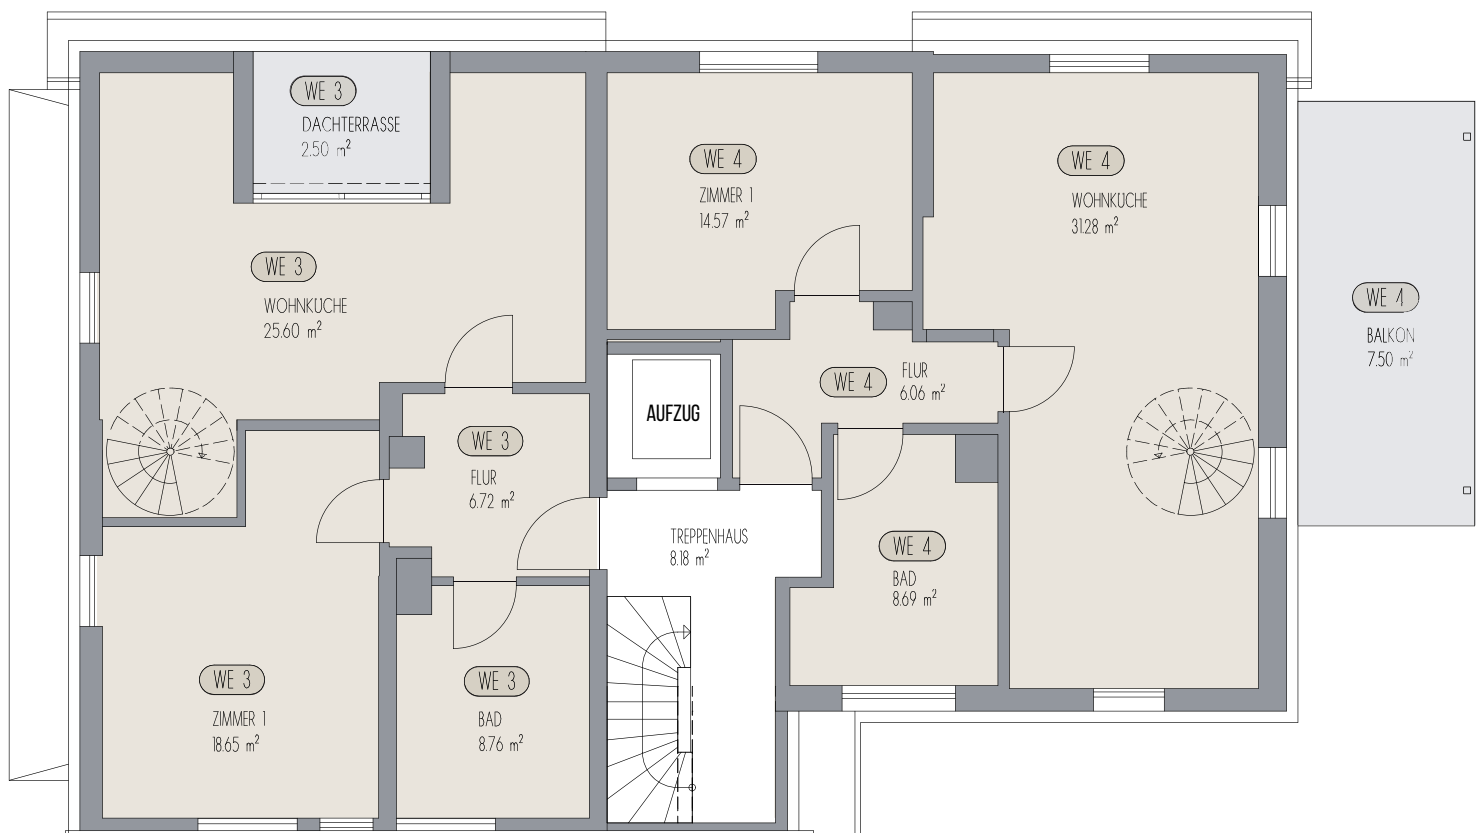 WE 3
DACHTERRASSE
2.50 m²
WE 4
ZIMMER 1
14.57 m²
WE 4
WOHNKÜCHE
31.28 m²
WE 3
WOHNKÜCHE
25.60 m²
WE 4
BALKON
7.50 m²
WE 4
FLUR
6.06 m²
AUFZUG
WE 3
FLUR
6.72 m²
TREPPENHAUS
8.18 m²
WE 4
BAD
8.69 m²
WE 3
ZIMMER 1
18.65 m²
WE 3
BAD
8.76 m²